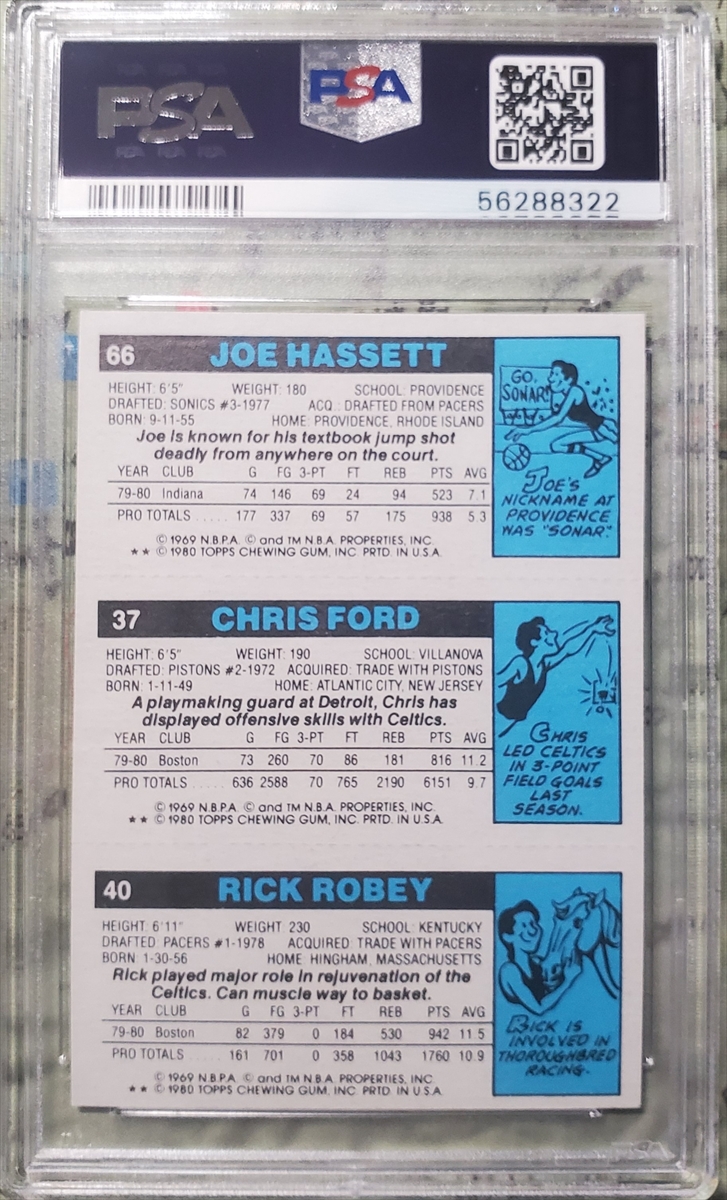 PSA
PSA
56288322
66 JOE HASSETT
HEIGHT: 6'5" WEIGHT: 180 SCHOOL: PROVIDENCE
DRAFTED: SONICS #3-1977 ACQ.: DRAFTED FROM PACERS
BORN: 9-11-55 HOME: PROVIDENCE, RHODE ISLAND
Joe is known for his textbook jump shot
deadly from anywhere on the court.
YEAR CLUB G FG 3-PT FT REB PTS AVG
79-80 Indiana 74 146 69 24 94 523 7.1
PRO TOTALS ..... 177 337 69 57 175 938 5.3
© 1969 N.B.P.A. © and TM N.B.A. PROPERTIES, INC.
** © 1980 TOPPS CHEWING GUM, INC. PRTD. IN U.S.A.
GO,
SONAR!
JOE'S
NICKNAME AT
PROVIDENCE
WAS "SONAR."
37 CHRIS FORD
HEIGHT: 6'5" WEIGHT: 190 SCHOOL: VILLANOVA
DRAFTED: PISTONS #2-1972 ACQUIRED: TRADE WITH PISTONS
BORN: 1-11-49 HOME: ATLANTIC CITY, NEW JERSEY
A playmaking guard at Detroit, Chris has
displayed offensive skills with Celtics.
YEAR CLUB G FG 3-PT FT REB PTS AVG
79-80 Boston 73 260 70 86 181 816 11.2
PRO TOTALS ..... 636 2588 70 765 2190 6151 9.7
© 1969 N.B.P.A. © and TM N.B.A. PROPERTIES, INC.
** © 1980 TOPPS CHEWING GUM, INC. PRTD. IN U.S.A.
CHRIS
LED CELTICS
IN 3-POINT
FIELD GOALS
LAST
SEASON.
40 RICK ROBEY
HEIGHT: 6'11" WEIGHT: 230 SCHOOL: KENTUCKY
DRAFTED: PACERS #1-1978 ACQUIRED: TRADE WITH PACERS
BORN: 1-30-56 HOME: HINGHAM, MASSACHUSETTS
Rick played major role in rejuvenation of the
Celtics. Can muscle way to basket.
YEAR CLUB G FG 3-PT FT REB PTS AVG
79-80 Boston 82 379 0 184 530 942 11.5
PRO TOTALS ..... 161 701 0 358 1043 1760 10.9
© 1969 N.B.P.A. © and TM N.B.A. PROPERTIES, INC.
** © 1980 TOPPS CHEWING GUM, INC. PRTD. IN U.S.A.
RICK IS
INVOLVED IN
THOROUGHBRED
RACING.